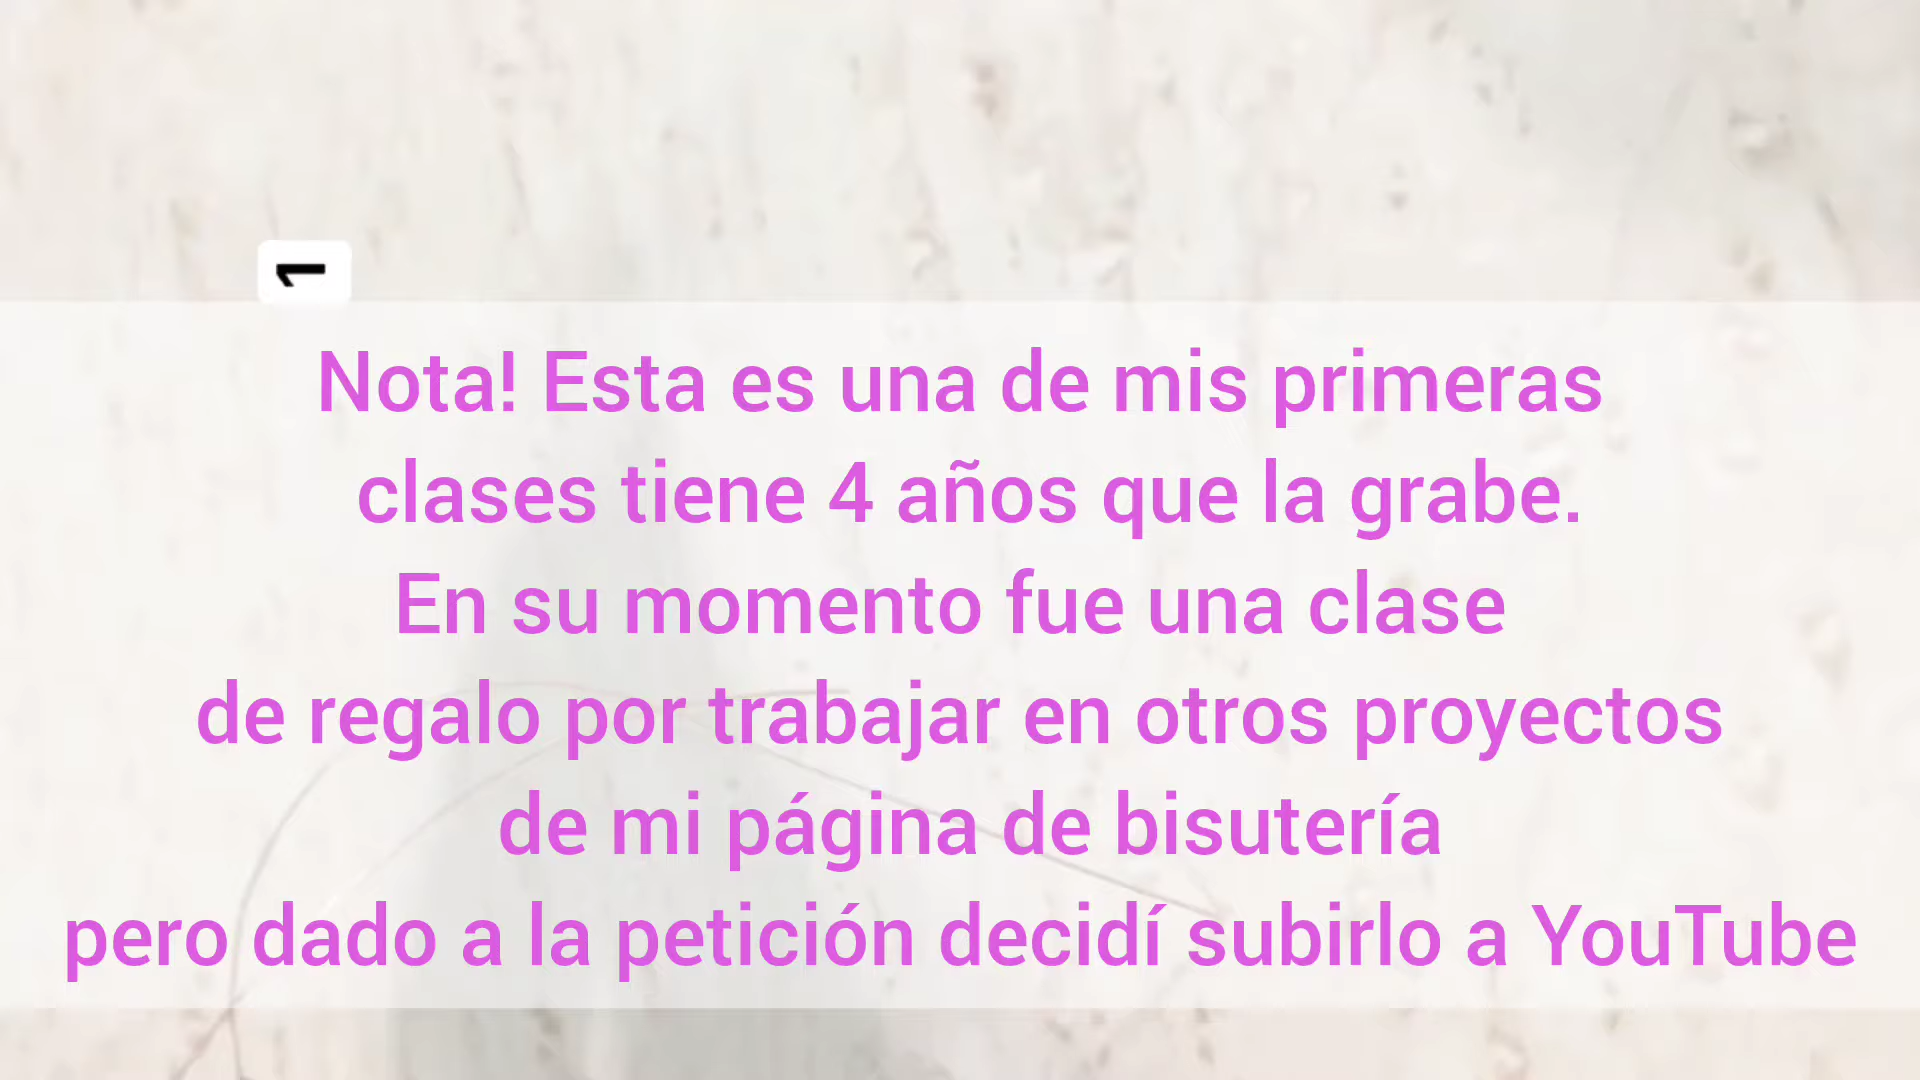 1
Nota! Esta es una de mis primeras
clases tiene 4 años que la grabe.
En su momento fue una clase
de regalo por trabajar en otros proyectos
de mi página de bisutería
pero dado a la petición decidí subirlo a YouTube